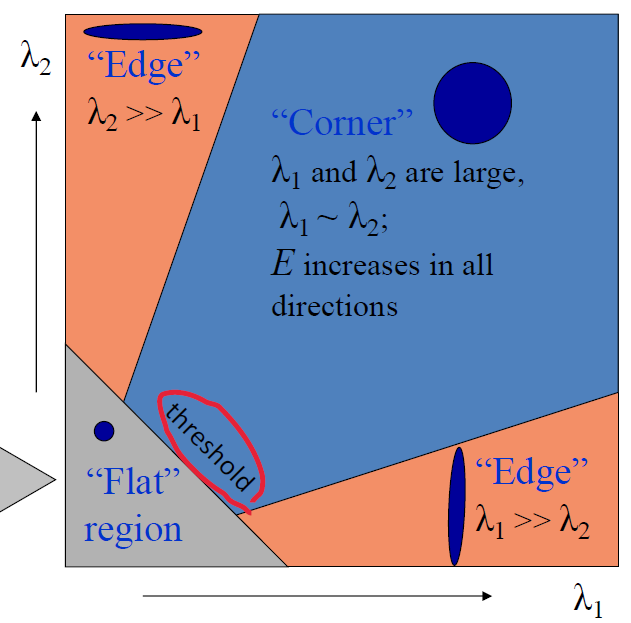 λ₂
“Edge”
λ₂ >> λ₁
“Corner”
λ₁ and λ₂ are large,
λ₁ ~ λ₂;
E increases in all
directions
threshold
“Flat”
region
“Edge”
λ₁ >> λ₂
λ₁